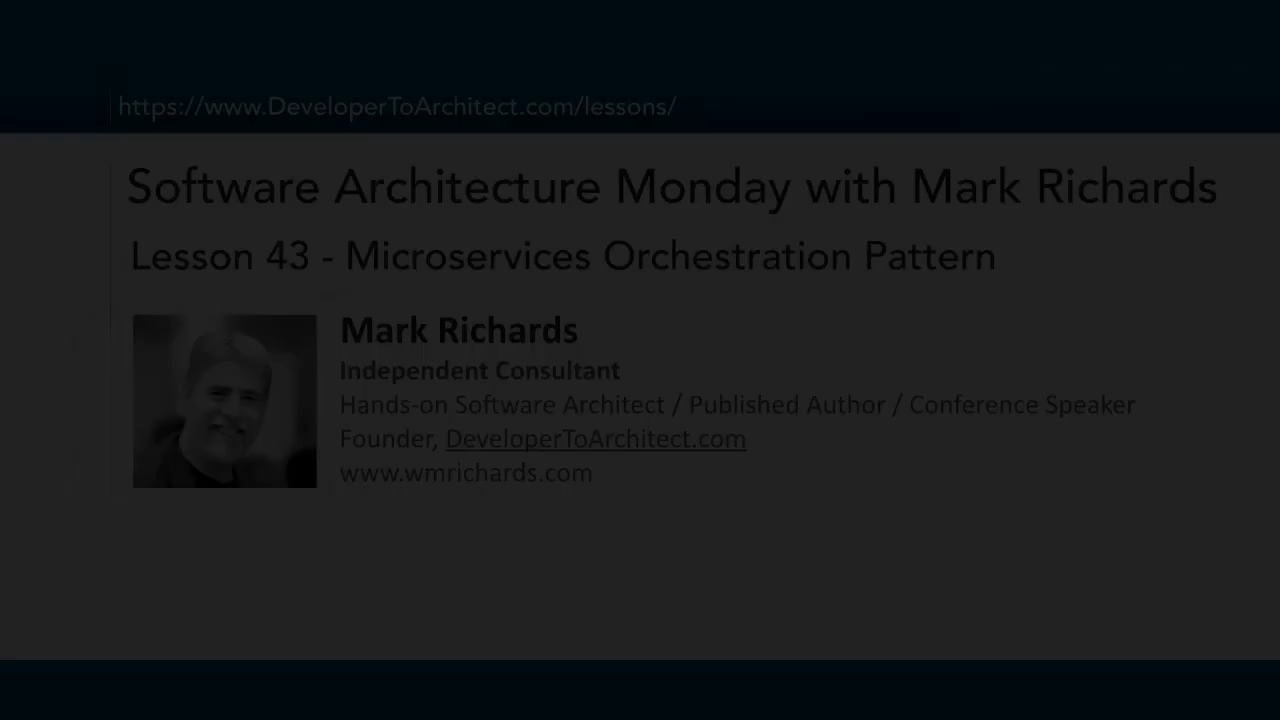 https://www.DeveloperToArchitect.com/lessons/
Software Architecture Monday with Mark Richards
Lesson 43 - Microservices Orchestration Pattern
Mark Richards
Independent Consultant
Hands-on Software Architect / Published Author / Conference Speaker
Founder, DeveloperToArchitect.com
www.wmrichards.com